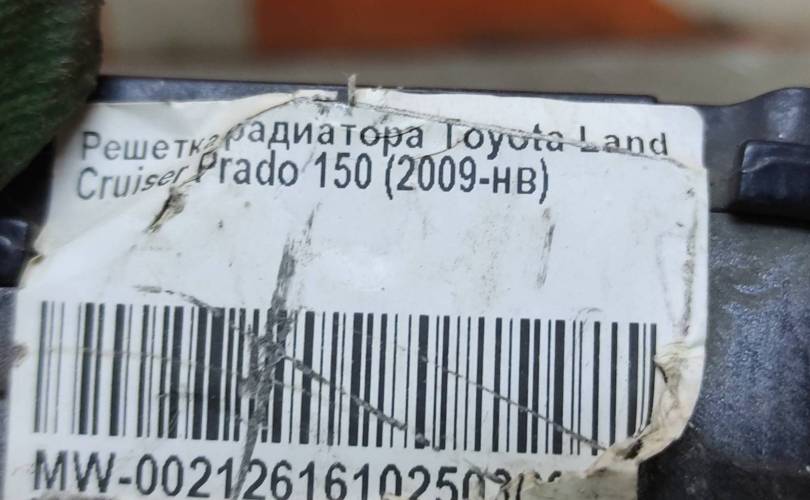 Решетка радиатора Toyota Land
Cruiser Prado 150 (2009-нв)